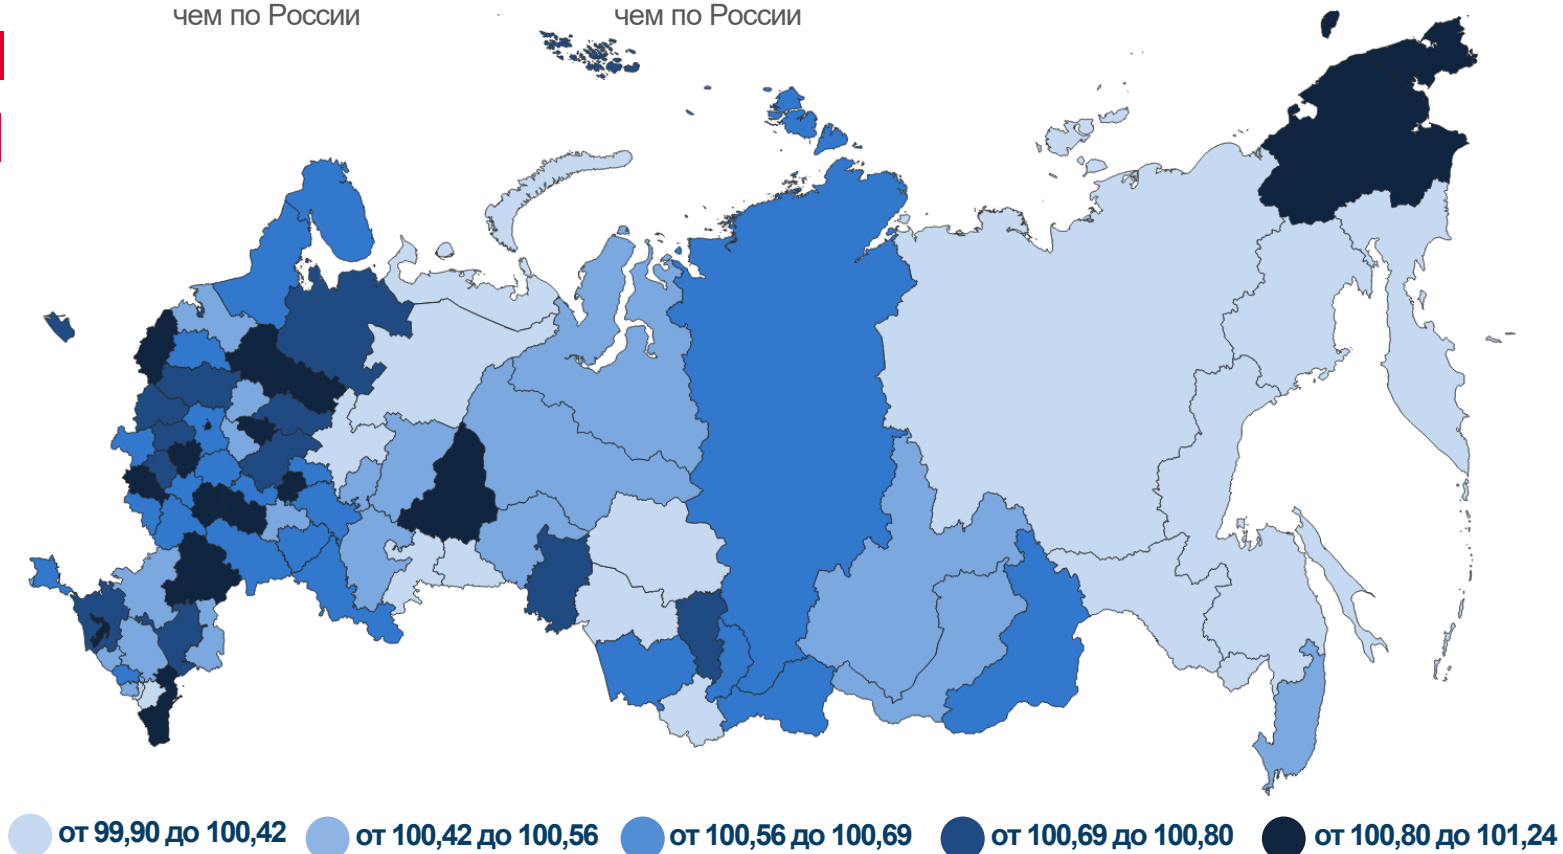 чем по России
чем по России
от 99,90 до 100,42
от 100,42 до 100,56
от 100,56 до 100,69
от 100,69 до 100,80
от 100,80 до 101,24